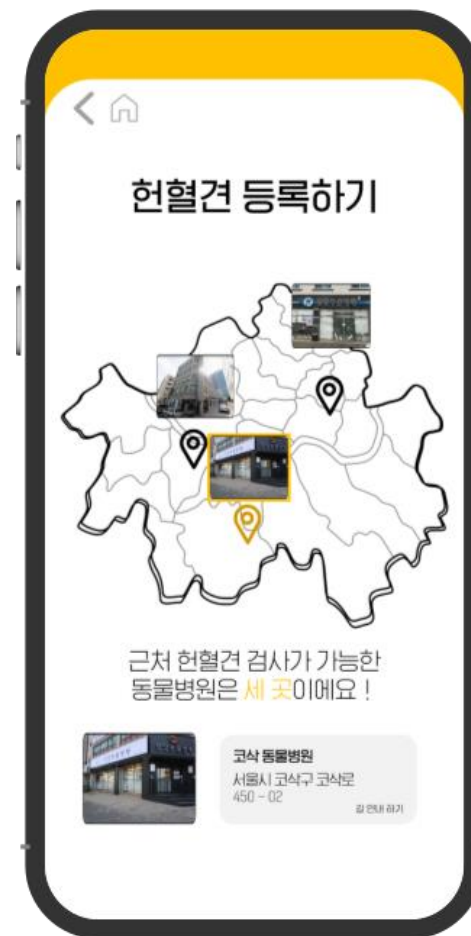 헌혈견 등록하기
근처 헌혈견 검사가 가능한
동물병원은 세 곳이에요 !
코삭 동물병원
서울시 코삭구 코삭로
450 - 02
길 안내 하기